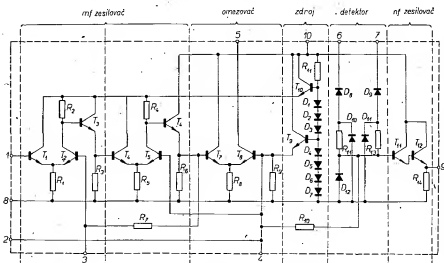 mf zesilovač omezovač zdroj detektor nf zesilovač
5 10 6 7
R11
R2 R4 T10 D8 D9
T3 T4 D1
D2 D10 D11
D3
T1 T2 T4 T5 T7 T8 T9 D4 R11 R13 T11 T12
1 D5 9
R1 R3 R5 R6 R8 R9 D6 D12 R14
8 D7
R7 R10
2
3 4